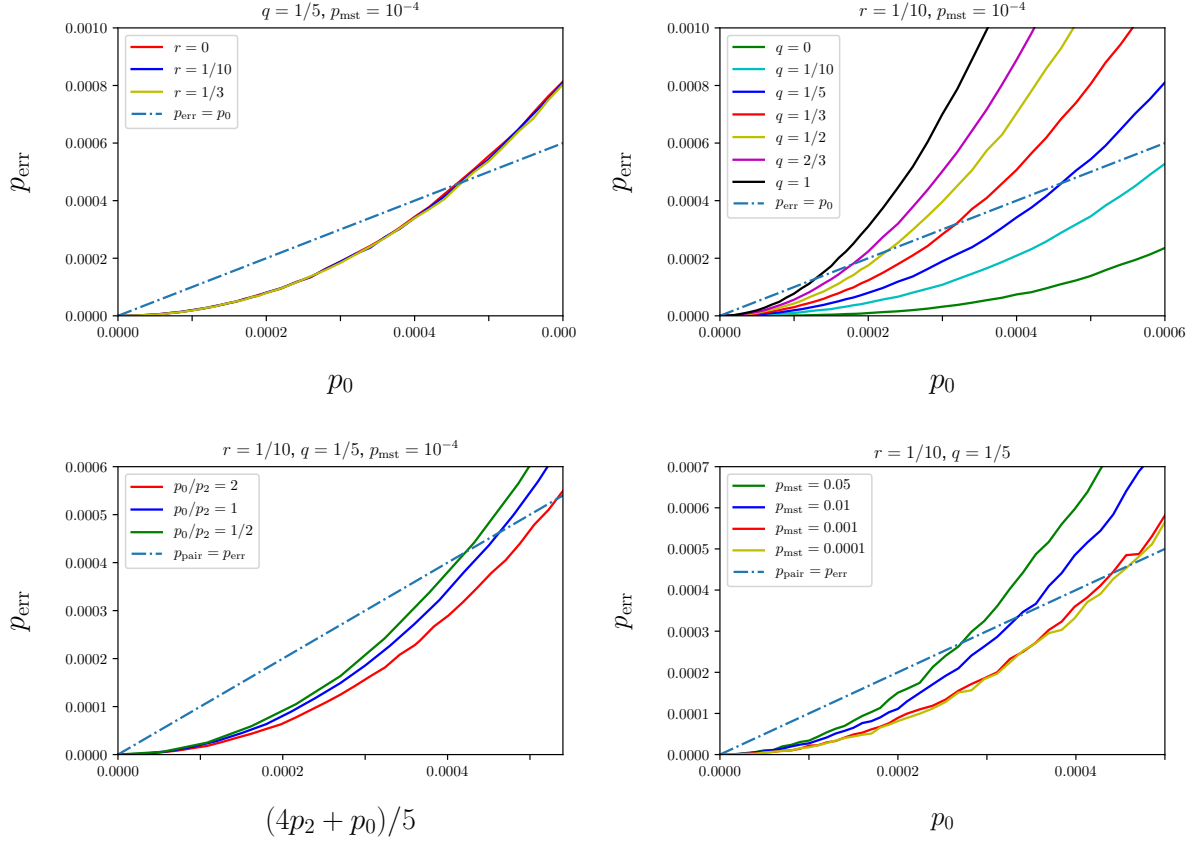 q = 1/5, p_mst = 10^−4
0.0010
0.0008
0.0006
0.0004
0.0002
0.0000
p_err
r = 0
r = 1/10
r = 1/3
p_err = p_0
0.0000
0.0002
0.0004
0.000
p_0
r = 1/10, p_mst = 10^−4
0.0010
0.0008
0.0006
0.0004
0.0002
0.0000
p_err
q = 0
q = 1/10
q = 1/5
q = 1/3
q = 1/2
q = 2/3
q = 1
p_err = p_0
0.0000
0.0002
0.0004
0.0006
p_0
r = 1/10, q = 1/5, p_mst = 10^−4
0.0006
0.0005
0.0004
0.0003
0.0002
0.0001
0.0000
p_err
p_0/p_2 = 2
p_0/p_2 = 1
p_0/p_2 = 1/2
p_pair = p_err
0.0000
0.0002
0.0004
(4p_2 + p_0)/5
r = 1/10, q = 1/5
0.0007
0.0006
0.0005
0.0004
0.0003
0.0002
0.0001
0.0000
p_err
p_mst = 0.05
p_mst = 0.01
p_mst = 0.001
p_mst = 0.0001
p_pair = p_err
0.0000
0.0002
0.0004
p_0